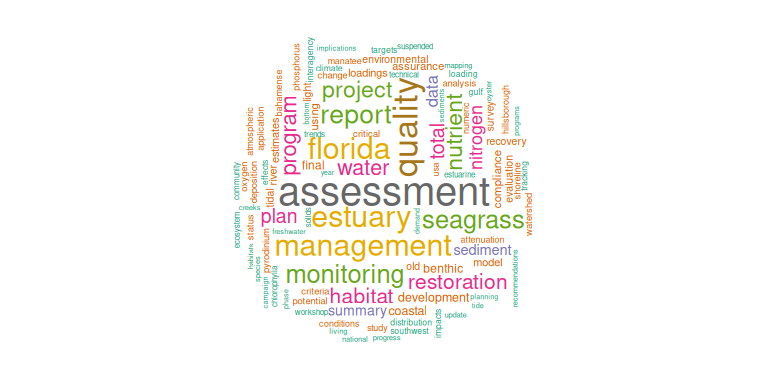 implications
targets
suspended
manatee
environmental
interagency
phosphorus
climate
assurance
mapping
change
loadings
technical
loading
bahamense
light
project
data
analysis
gulf
oyster
report
quality
sediments
nutrient
numeric
survey
hillsborough
programs
bottom
using
atmospheric
application
estimates
program
trends
critical
total
nitrogen
recovery
florida
final
water
year
usa
estuarine
compliance
evaluation
shoreline
tracking
community
oxygen
deposition
effects
river
tidal
assessment
watershed
creeks
plan
solids
estuary
demand
seagrass
ecosystem
status
freshwater
management
attenuation
sediment
habitats
species
pyrodinium
monitoring
old
benthic
model
recommendations
campaign
chlorophylla
phase
criteria
habitat
restoration
potential
development
planning
tide
workshop
summary
coastal
impacts
update
conditions
distribution
living
study
southwest
national
progress